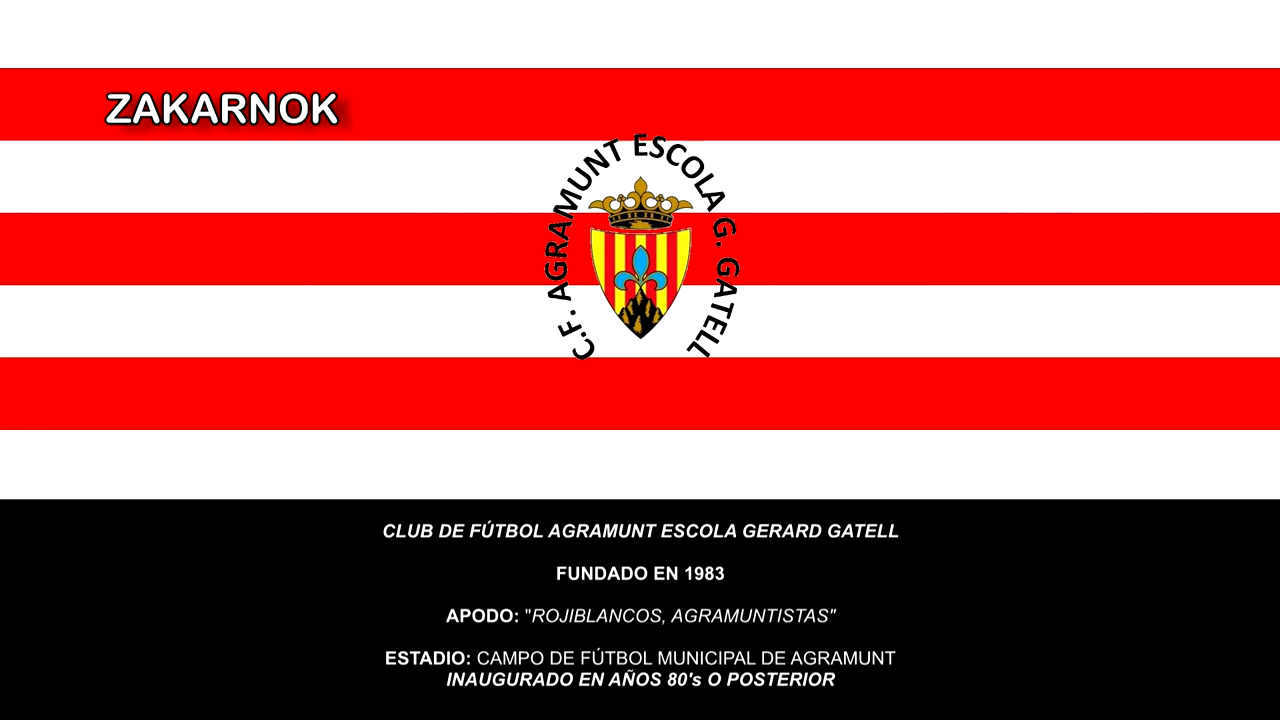 ZAKARNOK
C.F. AGRAMUNT ESCOLA G. GATELL
CLUB DE FÚTBOL AGRAMUNT ESCOLA GERARD GATELL
FUNDADO EN 1983
APODO: "ROJIBLANCOS, AGRAMUNTISTAS"
ESTADIO: CAMPO DE FÚTBOL MUNICIPAL DE AGRAMUNT
INAUGURADO EN AÑOS 80's O POSTERIOR